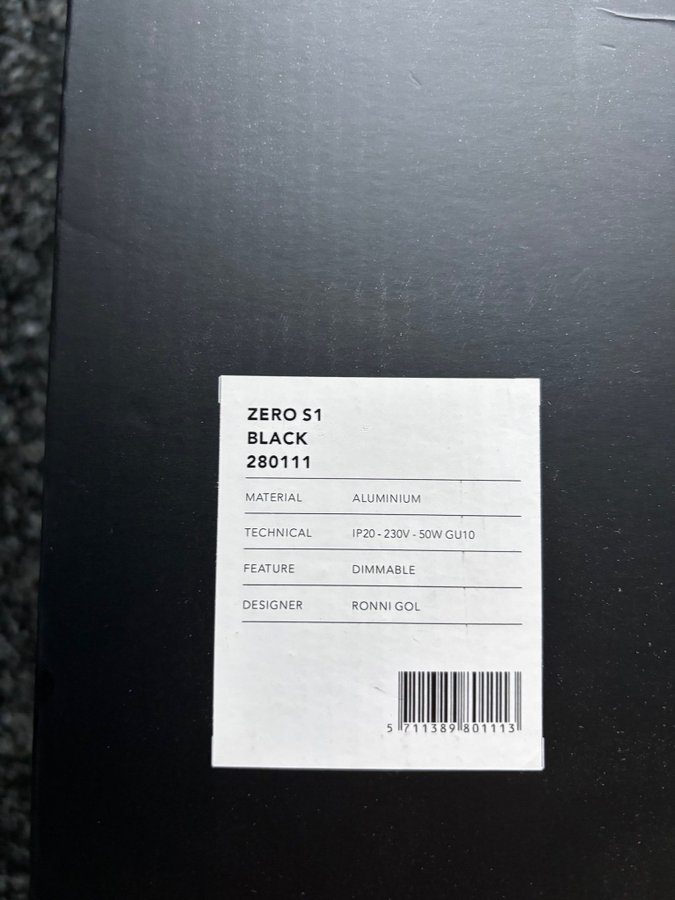 ZERO S1
BLACK
280111
MATERIAL ALUMINIUM
TECHNICAL IP20 - 230V - 50W GU10
FEATURE DIMMABLE
DESIGNER RONNI GOL
5 711389 801113